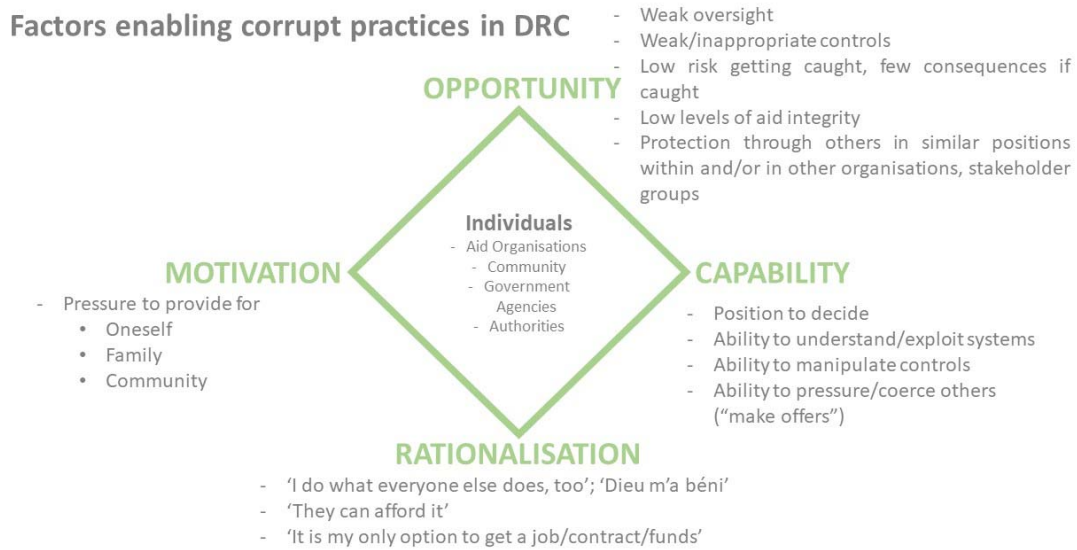 Factors enabling corrupt practices in DRC
OPPORTUNITY
- Weak oversight
- Weak/inappropriate controls
- Low risk getting caught, few consequences if
caught
- Low levels of aid integrity
- Protection through others in similar positions
within and/or in other organisations, stakeholder
groups
Individuals
- Aid Organisations
- Community
- Government
Agencies
- Authorities
MOTIVATION
- Pressure to provide for
• Oneself
• Family
• Community
CAPABILITY
- Position to decide
- Ability to understand/exploit systems
- Ability to manipulate controls
- Ability to pressure/coerce others
(“make offers”)
RATIONALISATION
- ‘I do what everyone else does, too’; ‘Dieu m’a béni’
- ‘They can afford it’
- ‘It is my only option to get a job/contract/funds’